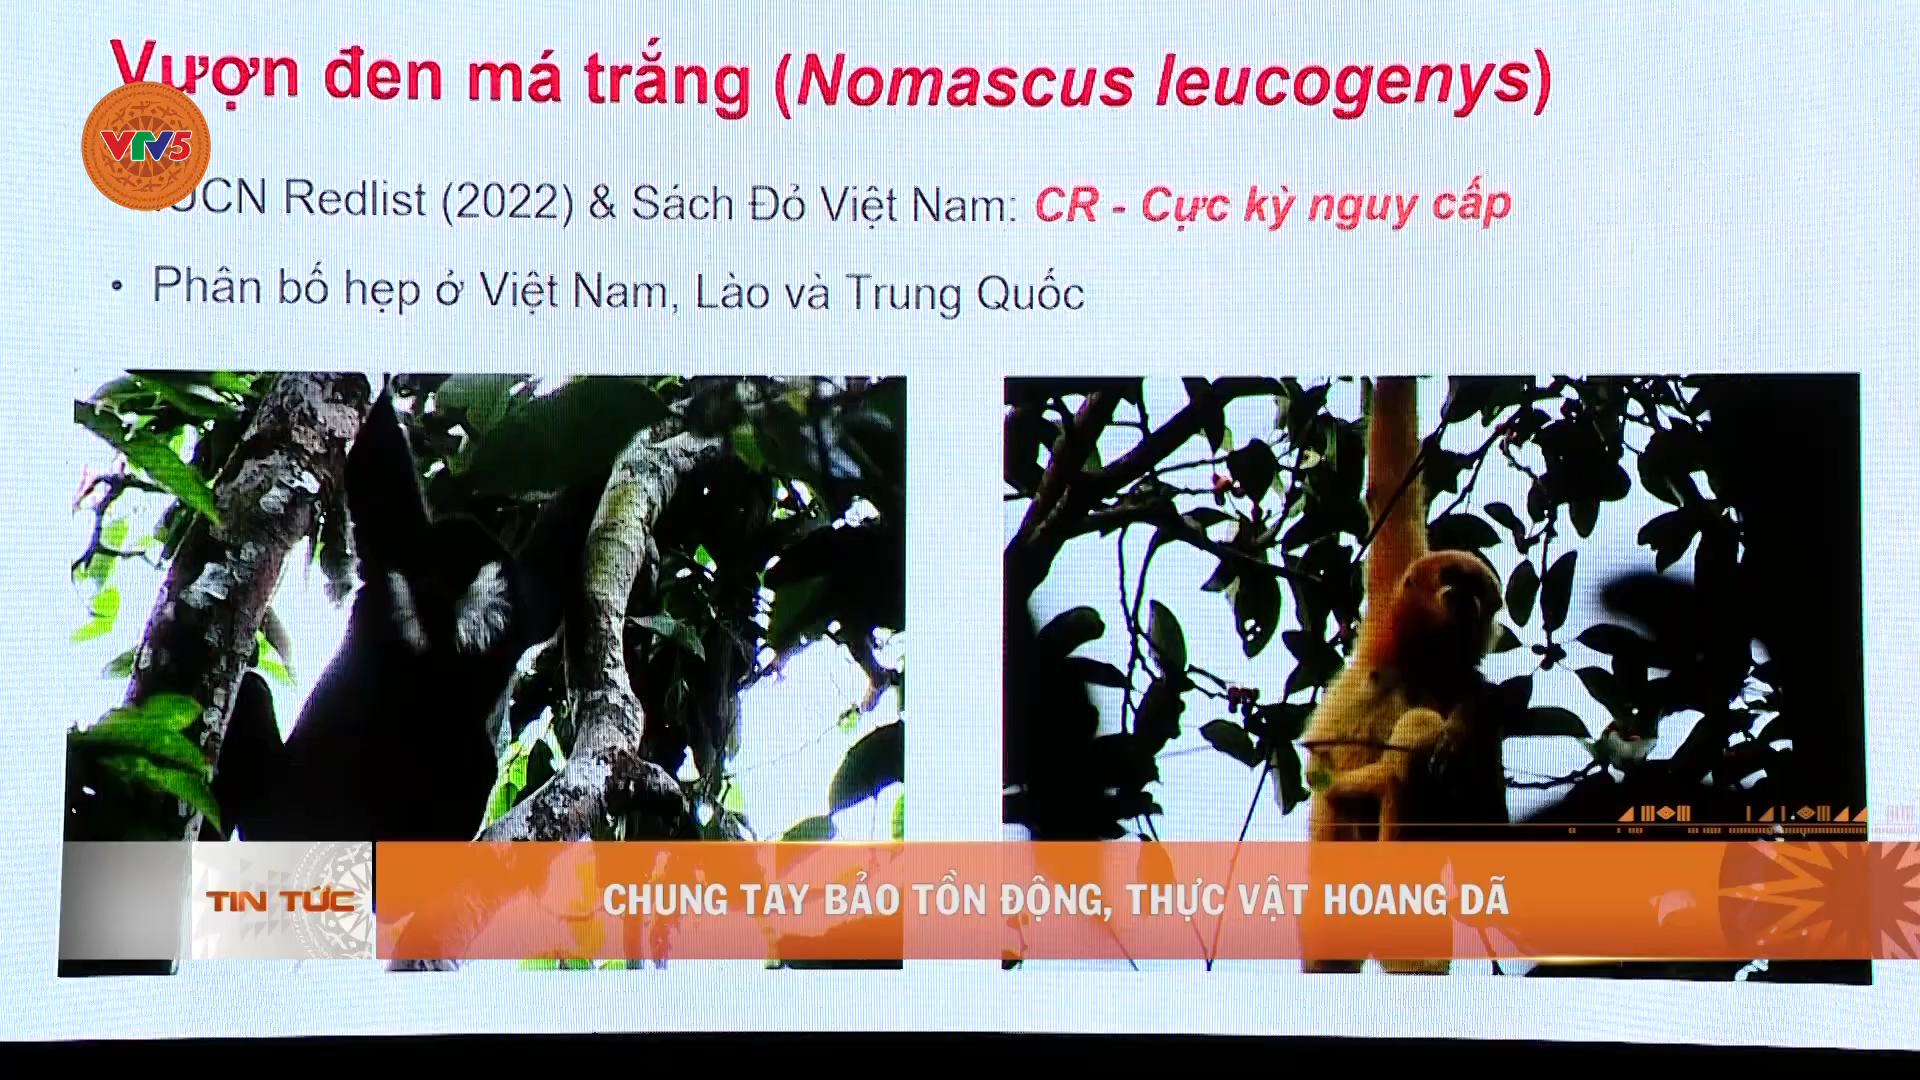 Vượn đen má trắng (Nomascus leucogenys)
VTV5
UCN Redlist (2022) & Sách Đỏ Việt Nam: CR - Cực kỳ nguy cấp
• Phân bố hẹp ở Việt Nam, Lào và Trung Quốc
TIN TỨC
CHUNG TAY BẢO TỒN ĐỘNG, THỰC VẬT HOANG DÃ